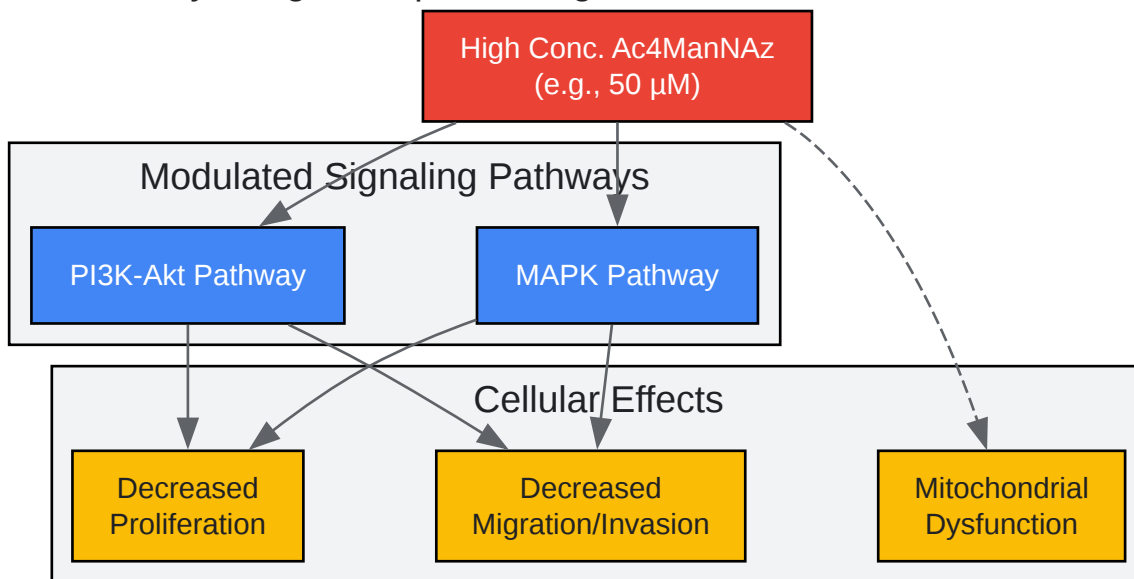 High Conc. Ac4ManNAz
(e.g., 50 µM)
Modulated Signaling Pathways
PI3K-Akt Pathway
MAPK Pathway
Cellular Effects
Decreased
Proliferation
Decreased
Migration/Invasion
Mitochondrial
Dysfunction